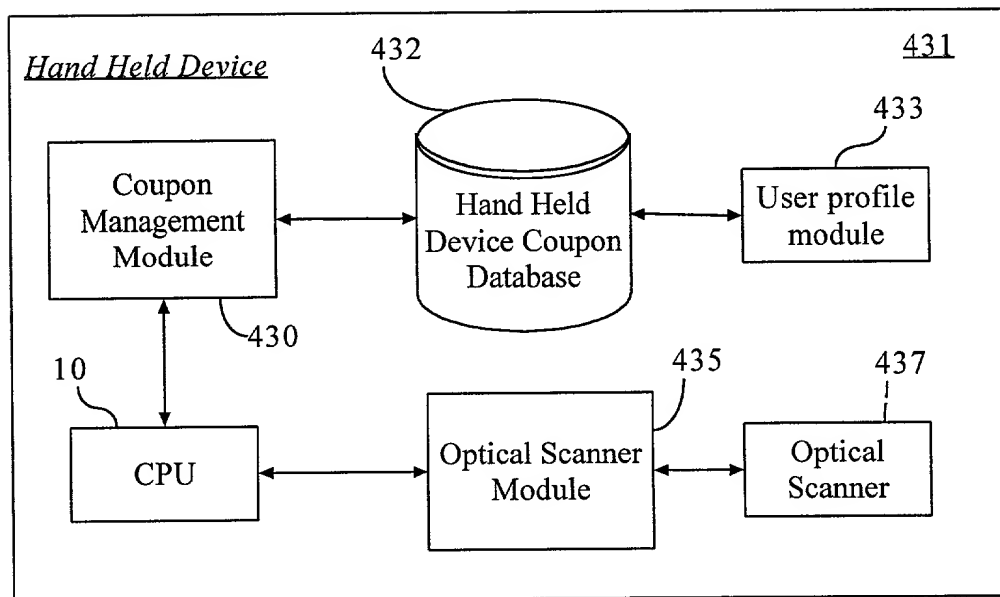 Hand Held Device
432
431
433
Coupon
Management
Module
Hand Held
Device Coupon
Database
User profile
module
430
10
435
437
CPU
Optical Scanner
Module
Optical
Scanner